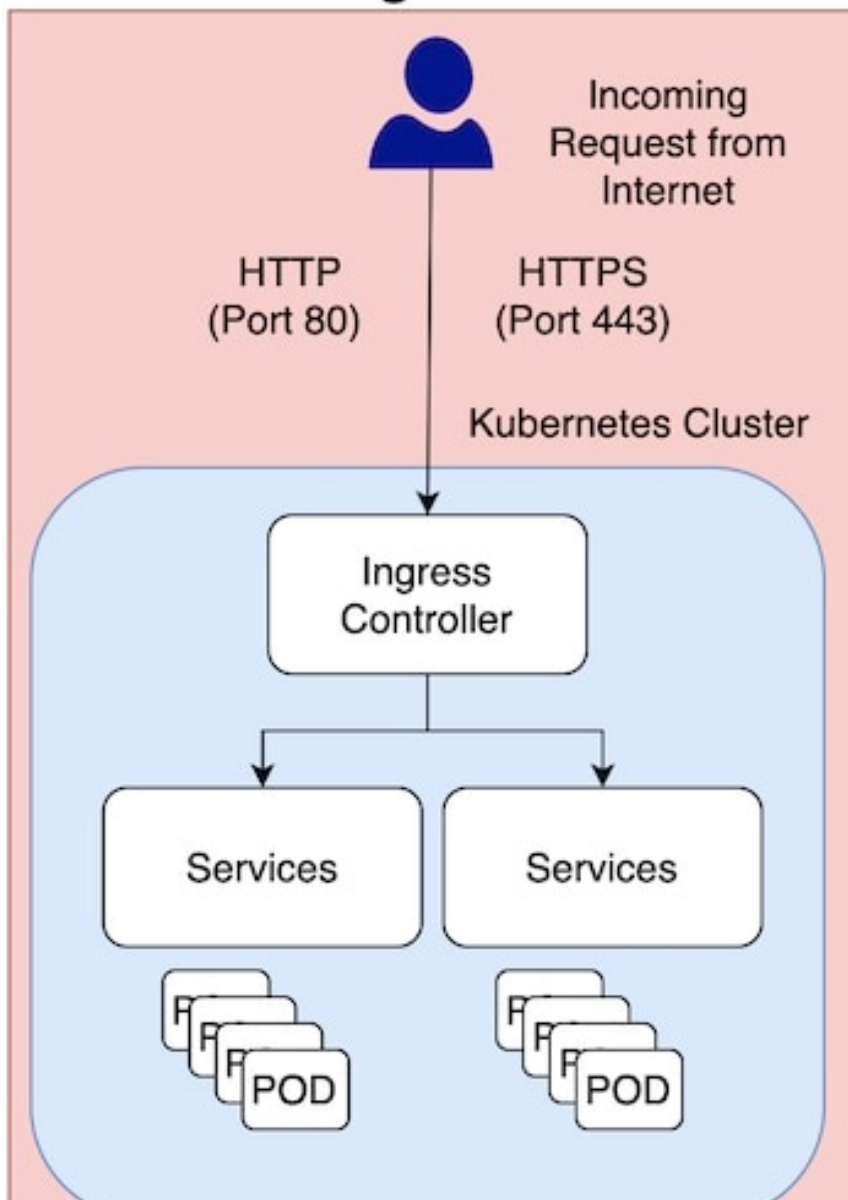 Incoming
Request from
Internet
HTTP
(Port 80)
HTTPS
(Port 443)
Kubernetes Cluster
Ingress
Controller
Services
Services
POD
POD